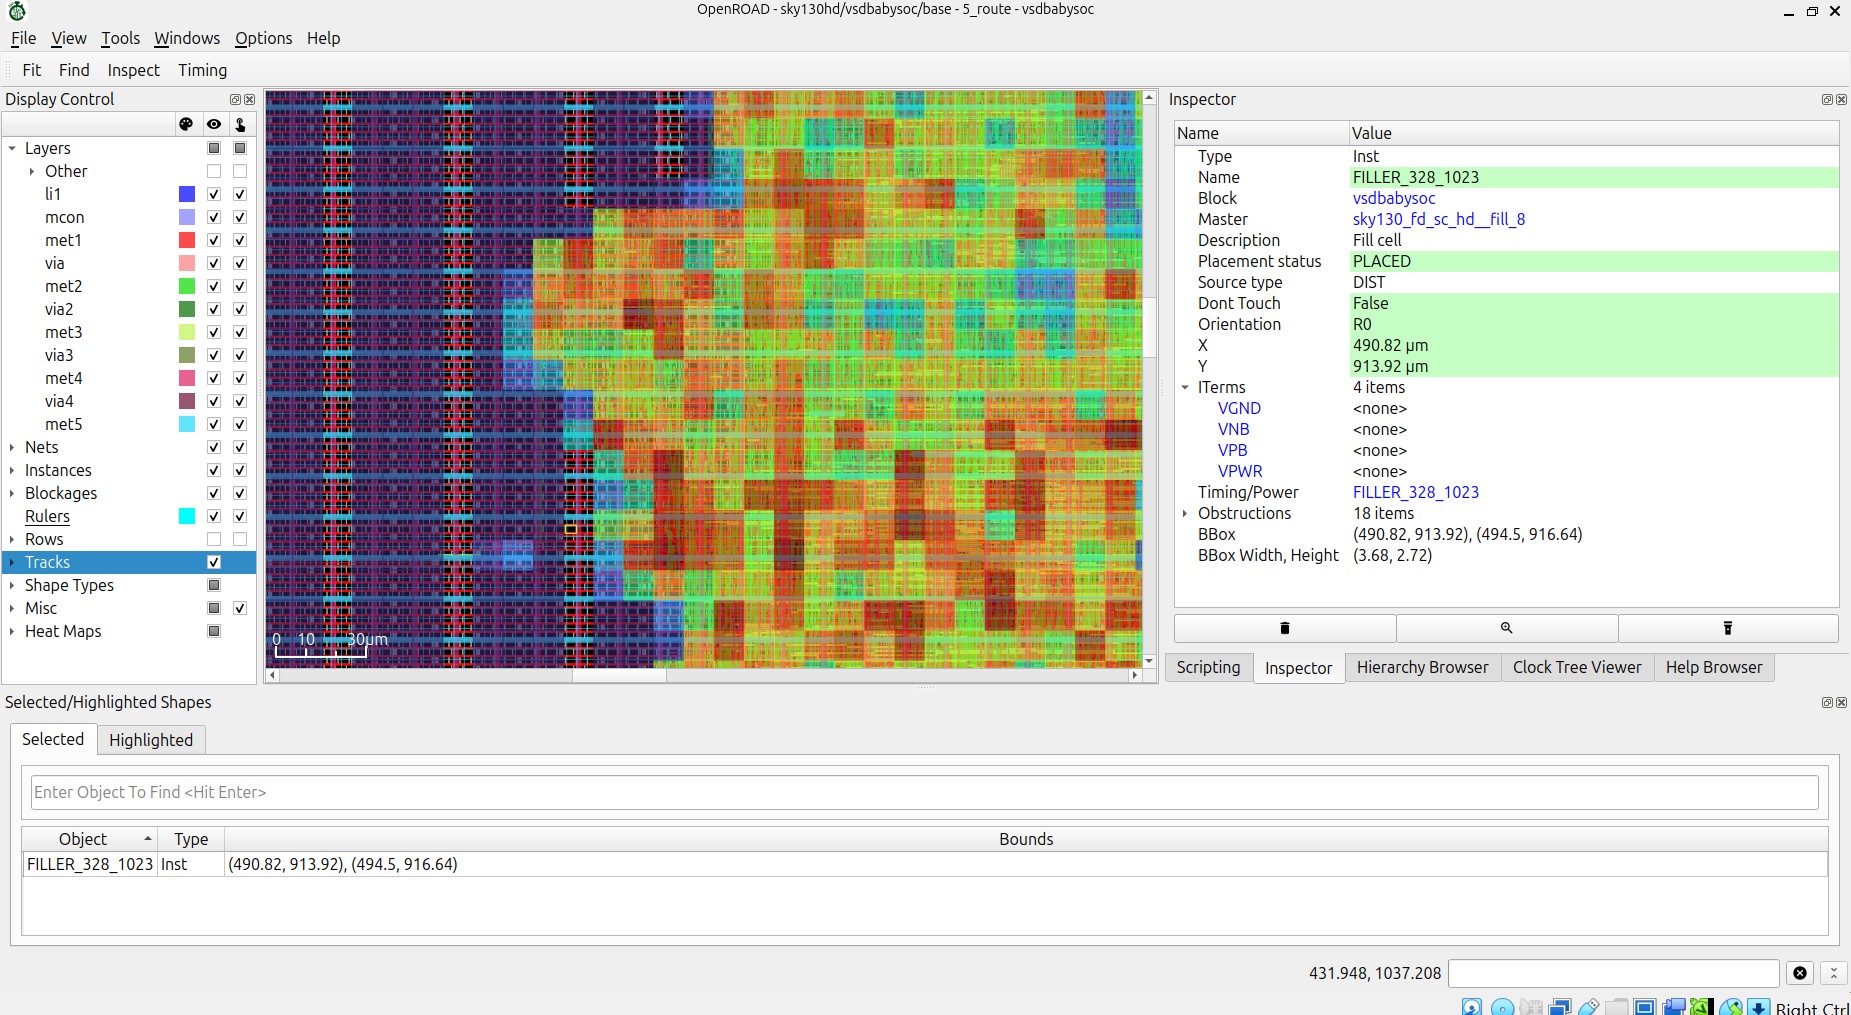 OpenROAD - sky130hd/vsdbabysoc/base - 5_route - vsdbabysoc
File View Tools Windows Options Help
Fit Find Inspect Timing
Display Control
Layers
Other
li1
mcon
met1
via
met2
via2
met3
via3
met4
via4
met5
Nets
Instances
Blockages
Rulers
Rows
Tracks
Shape Types
Misc
Heat Maps
0 10 30μm
Inspector
Name Value
Type Inst
Name FILLER_328_1023
Block vsdbabysoc
Master sky130_fd_sc_hd__fill_8
Description Fill cell
Placement status PLACED
Source type DIST
Dont Touch False
Orientation R0
X 490.82 μm
Y 913.92 μm
ITerms 4 items
VGND <none>
VNB <none>
VPB <none>
VPWR <none>
Timing/Power FILLER_328_1023
Obstructions 18 items
BBox (490.82, 913.92), (494.5, 916.64)
BBox Width, Height (3.68, 2.72)
Scripting Inspector Hierarchy Browser Clock Tree Viewer Help Browser
Selected/Highlighted Shapes
Selected Highlighted
Enter Object To Find <Hit Enter>
Object Type Bounds
FILLER_328_1023 Inst (490.82, 913.92), (494.5, 916.64)
431.948, 1037.208
Right Ctrl